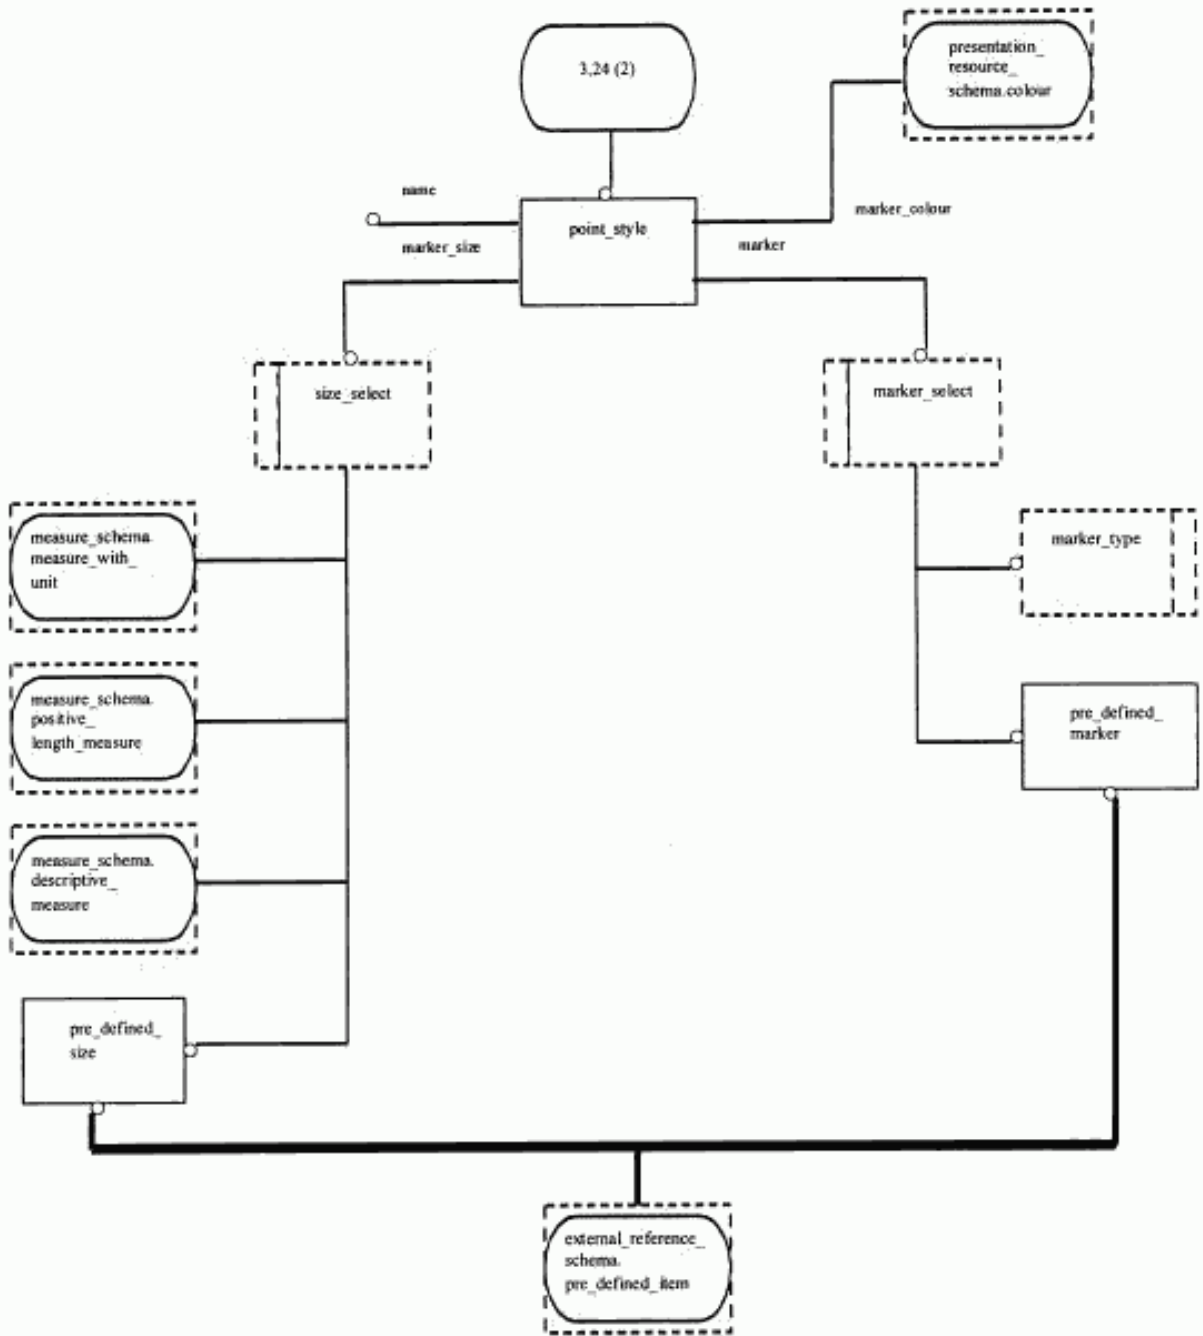 3,24 (2)
presentation_
resource_
schema.colour
name
marker_colour
point_style
marker_size
marker
size_select
marker_select
measure_schema.
measure_with_
unit
marker_type
measure_schema.
positive_
length_measure
pre_defined_
marker
measure_schema.
descriptive_
measure
pre_defined_
size
external_reference_
schema.
pre_defined_item